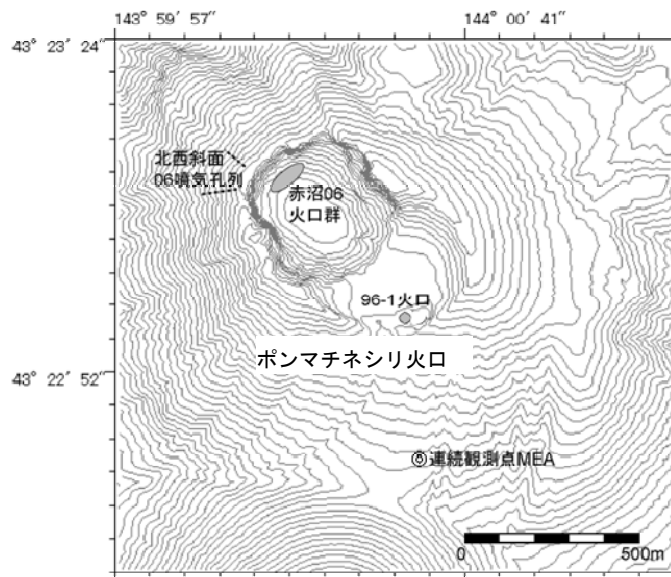 143° 59′ 57″
144° 00′ 41″
43° 23′ 24″
北西斜面
06噴気孔列
赤沼06
火口群
96-1火口
ポンマチネシリ火口
43° 22′ 52″
連続観測点MEA
0
500m